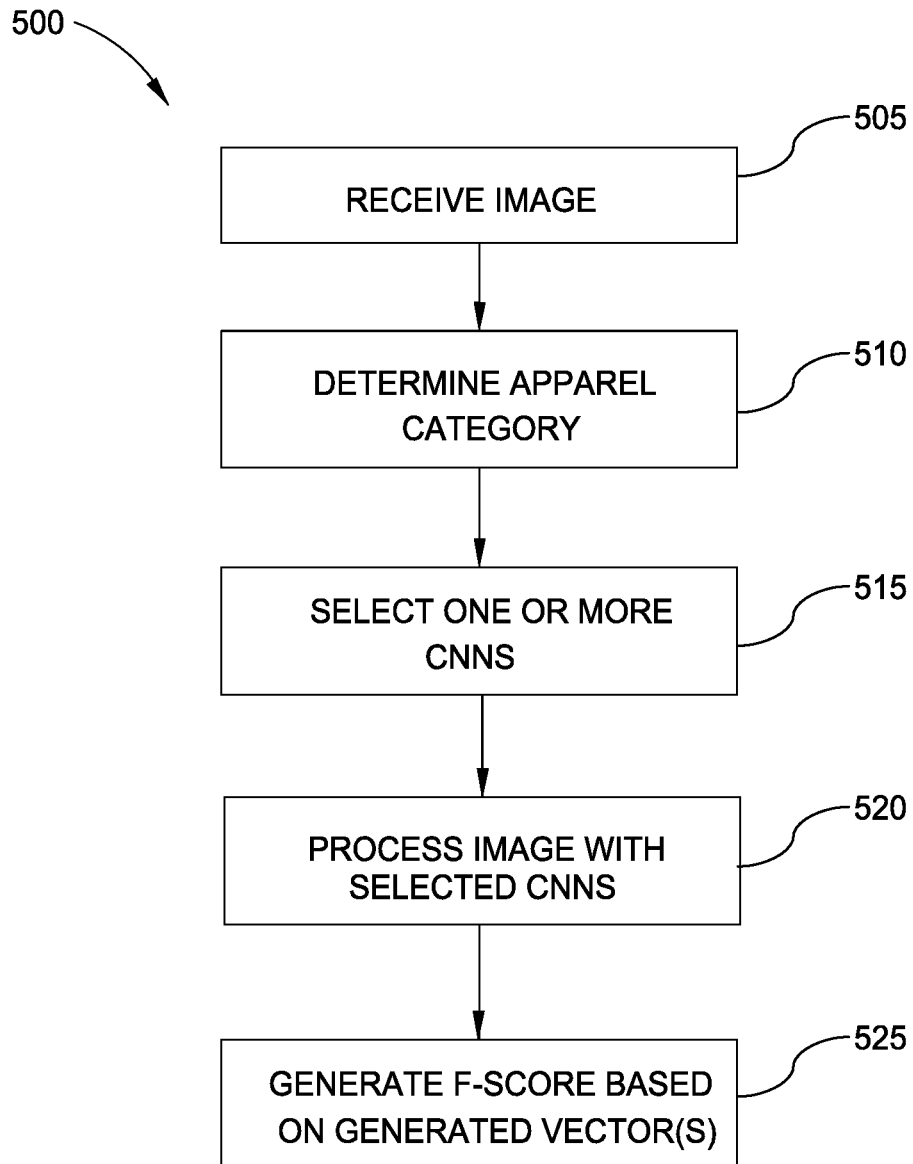 500
505
RECEIVE IMAGE
510
DETERMINE APPAREL
CATEGORY
515
SELECT ONE OR MORE
CNNS
520
PROCESS IMAGE WITH
SELECTED CNNS
525
GENERATE F-SCORE BASED
ON GENERATED VECTOR(S)